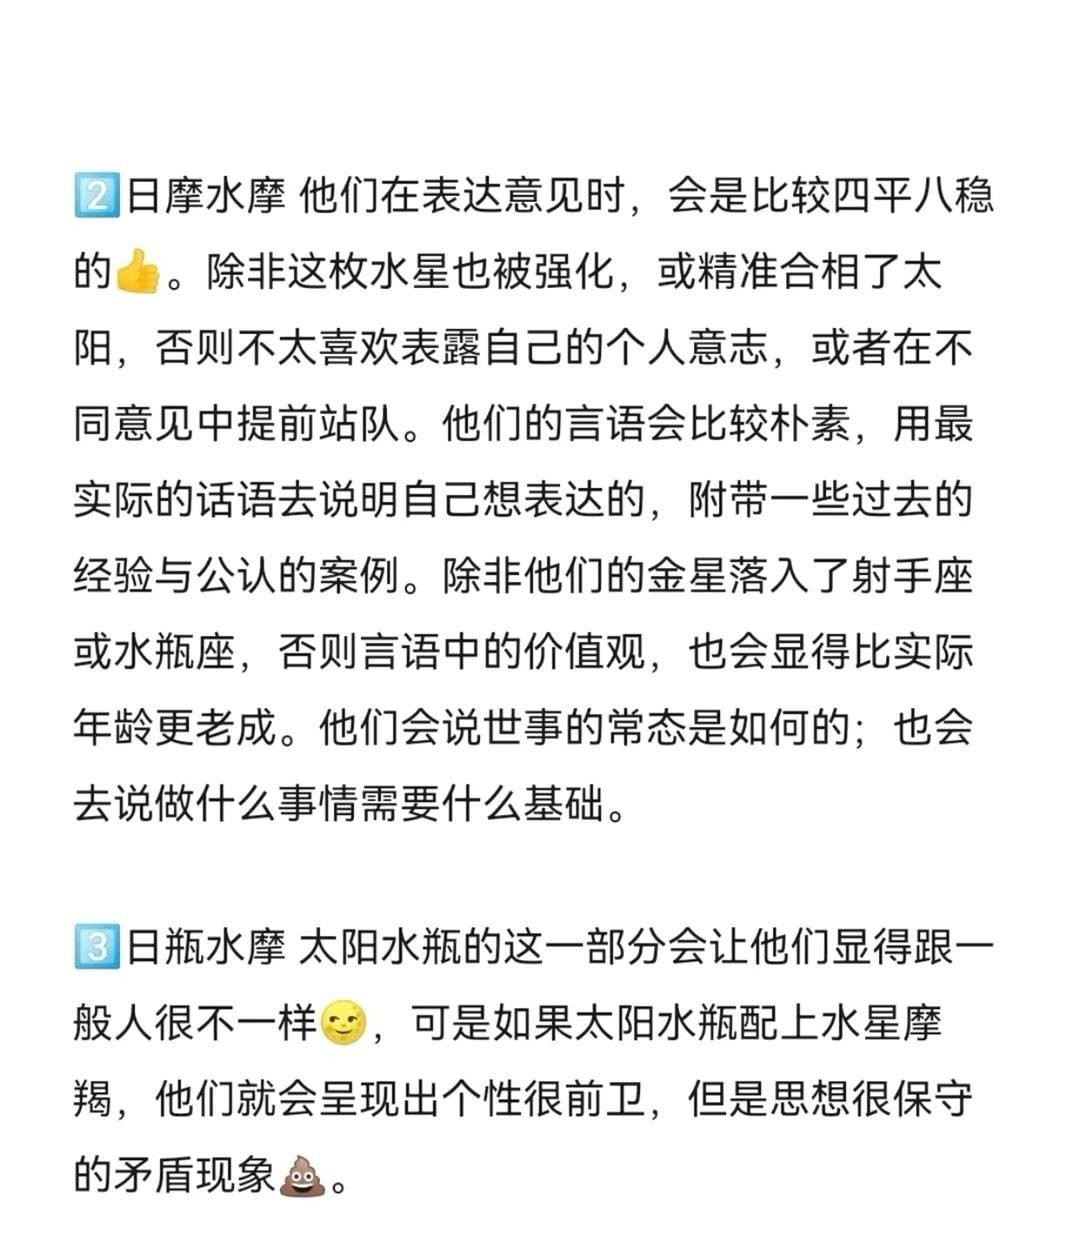 2️⃣日摩水摩 他们在表达意见时，会是比较四平八稳
的👍。除非这枚水星也被强化，或精准合相了太
阳，否则不太喜欢表露自己的个人意志，或者在不
同意见中提前站队。他们的言语会比较朴素，用最
实际的话语去说明自己想表达的，附带一些过去的
经验与公认的案例。除非他们的金星落入了射手座
或水瓶座，否则言语中的价值观，也会显得比实际
年龄更老成。他们会说世事的常态是如何的；也会
去说做什么事情需要什么基础。
3️⃣日瓶水摩 太阳水瓶的这一部分会让他们显得跟一
般人很不一样🌝，可是如果太阳水瓶配上水星摩
羯，他们就会呈现出个性很前卫，但是思想很保守
的矛盾现象💩。